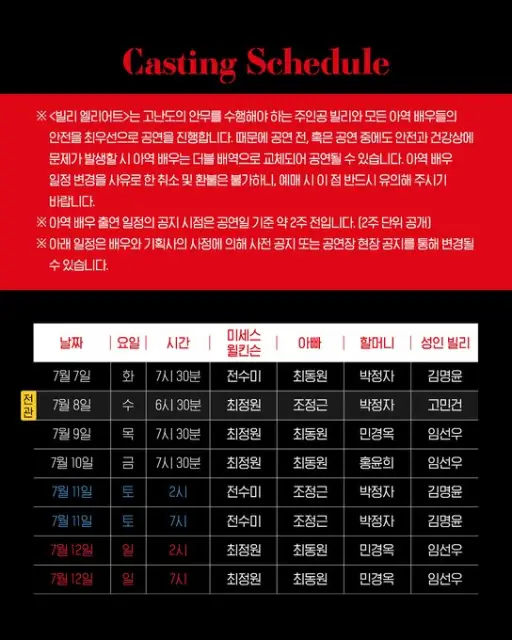 Casting Schedule
※ <빌리 엘리어트>는 고난도의 안무를 수행해야 하는 주인공 빌리와 모든 아역 배우들의
안전을 최우선으로 공연을 진행합니다. 때문에 공연 전, 혹은 공연 중에도 안전과 건강상에
문제가 발생할 시 아역 배우는 더블 배역으로 교체되어 공연될 수 있습니다. 아역 배우
일정 변경을 사유로 한 취소 및 환불은 불가하니, 예매 시 이 점 반드시 유의해 주시기
바랍니다.
※ 아역 배우 출연 일정의 공지 시점은 공연일 기준 약 2주 전입니다. (2주 단위 공개)
※ 아래 일정은 배우와 기획사의 사정에 의해 사전 공지 또는 공연장 현장 공지를 통해 변경될
수 있습니다.
날짜 요일 시간 미세스 윌킨슨 아빠 할머니 성인 빌리
7월 7일 화 7시 30분 전수미 최동원 박정자 김명윤
전관 7월 8일 수 6시 30분 최정원 조정근 박정자 고민건
7월 9일 목 7시 30분 최정원 최동원 민경옥 임선우
7월 10일 금 7시 30분 최정원 최동원 홍윤희 임선우
7월 11일 토 2시 전수미 조정근 박정자 김명윤
7월 11일 토 7시 전수미 조정근 박정자 김명윤
7월 12일 일 2시 최정원 최동원 민경옥 임선우
7월 12일 일 7시 최정원 최동원 민경옥 임선우